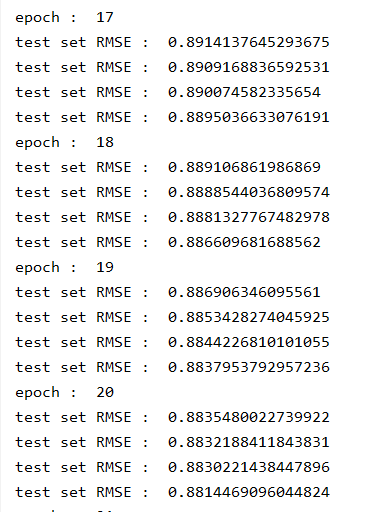 epoch :  17
test set RMSE :  0.8914137645293675
test set RMSE :  0.8909168836592531
test set RMSE :  0.890074582335654
test set RMSE :  0.8895036633076191
epoch :  18
test set RMSE :  0.889106861986869
test set RMSE :  0.8888544036809574
test set RMSE :  0.8881327767482978
test set RMSE :  0.886609681688562
epoch :  19
test set RMSE :  0.886906346095561
test set RMSE :  0.8853428274045925
test set RMSE :  0.8844226810101055
test set RMSE :  0.8837953792957236
epoch :  20
test set RMSE :  0.8835480022739922
test set RMSE :  0.8832188411843831
test set RMSE :  0.8830221438447896
test set RMSE :  0.8814469096044824